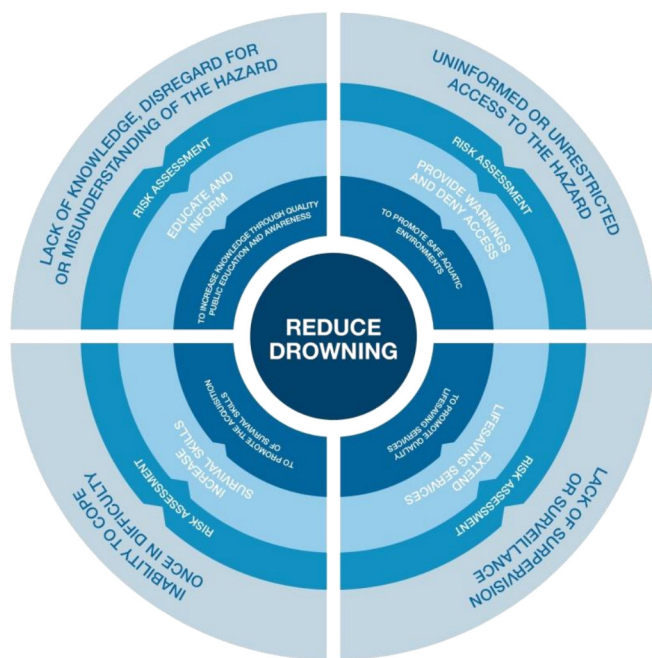 LACK OF KNOWLEDGE, DISREGARD FOR
OR MISUNDERSTANDING OF THE HAZARD
RISK ASSESSMENT
EDUCATE AND
INFORM
TO INCREASE KNOWLEDGE THROUGH QUALITY
PUBLIC EDUCATION AND AWARENESS
UNINFORMED OR UNRESTRICTED
ACCESS TO THE HAZARD
RISK ASSESSMENT
PROVIDE WARNINGS
AND DENY ACCESS
TO PROMOTE SAFE AQUATIC
ENVIRONMENTS
REDUCE
DROWNING
TO PROMOTE THE ACQUISITION
OF SURVIVAL SKILLS
INCREASE
SURVIVAL SKILLS
RISK ASSESSMENT
INABILITY TO COPE
ONCE IN DIFFICULTY
TO PROMOTE QUALITY
LIFESAVING SERVICES
EXTEND
LIFESAVING SERVICES
RISK ASSESSMENT
LACK OF SURPERVISION
OR SURVEILLANCE